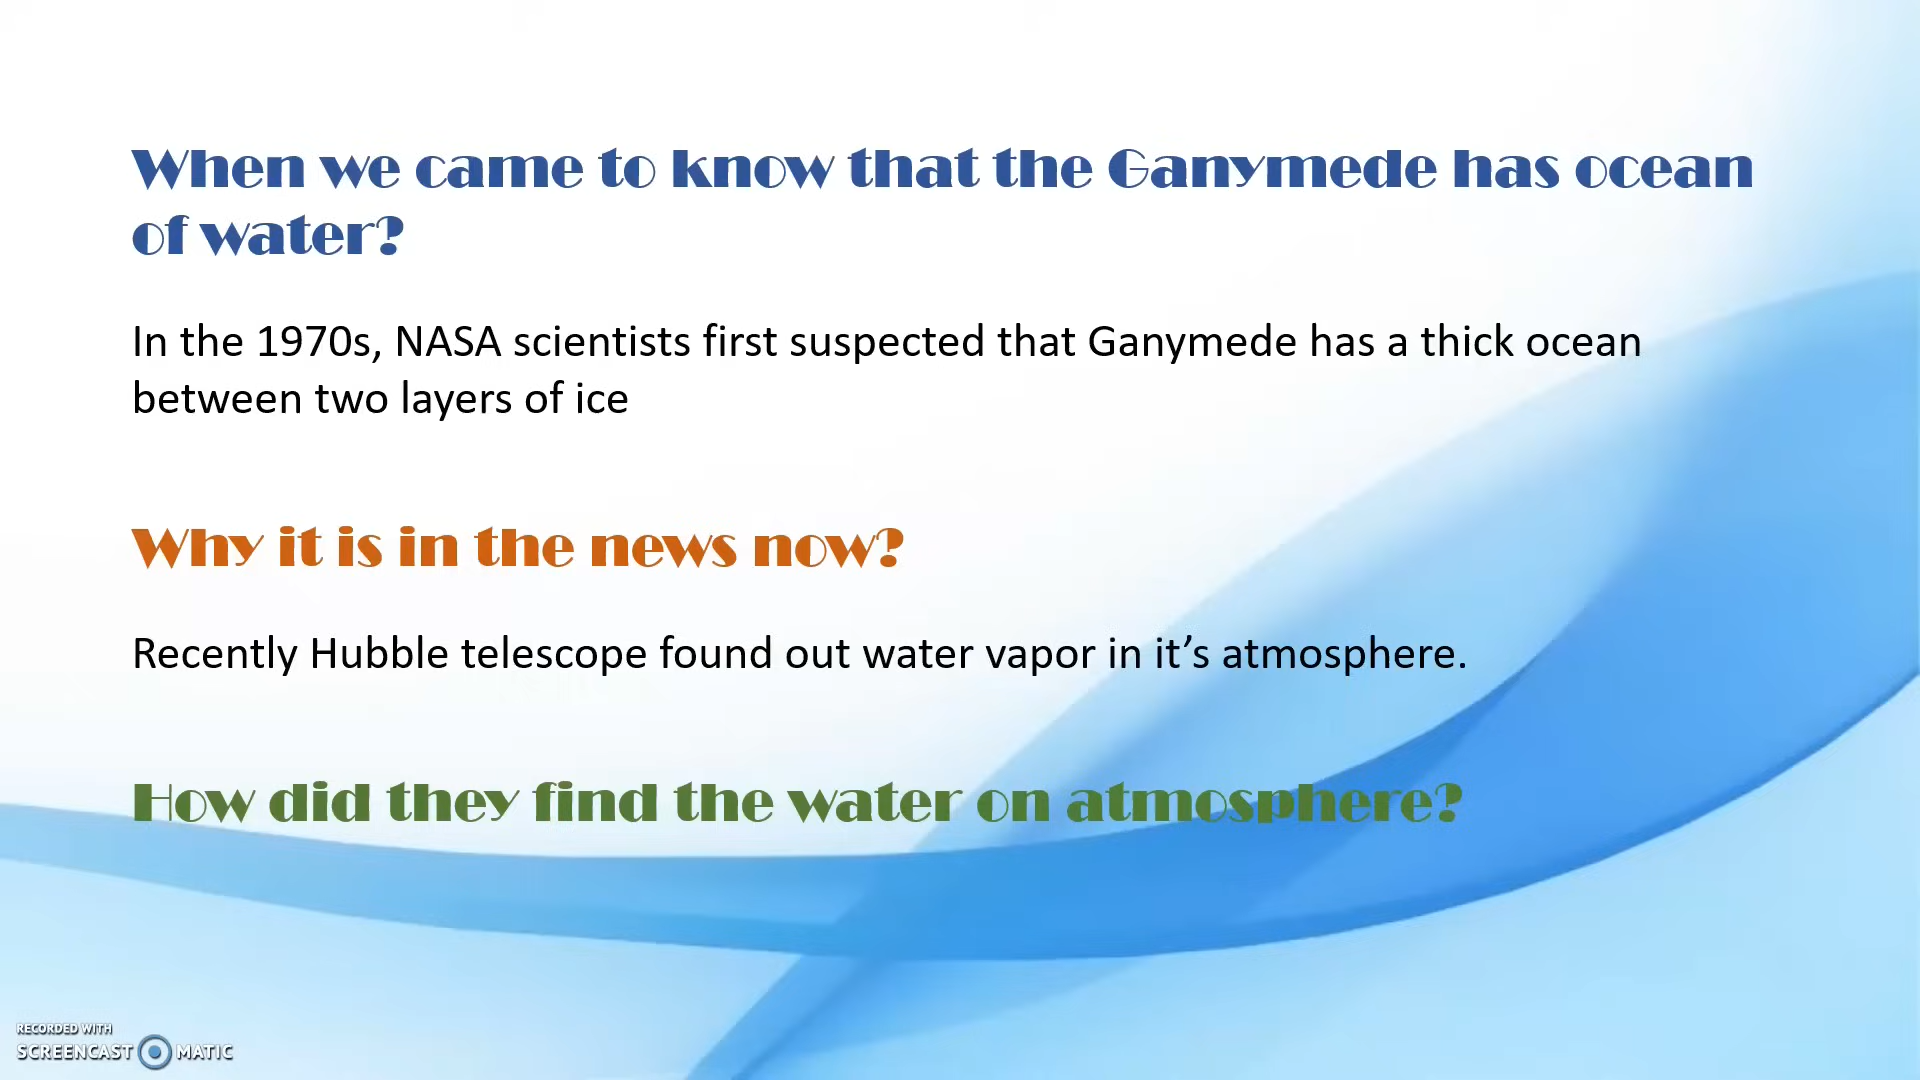 When we came to know that the Ganymede has ocean
of water?
In the 1970s, NASA scientists first suspected that Ganymede has a thick ocean
between two layers of ice
Why it is in the news now?
Recently Hubble telescope found out water vapor in it’s atmosphere.
How did they find the water on atmosphere?
RECORDED WITH
SCREENCAST MATIC